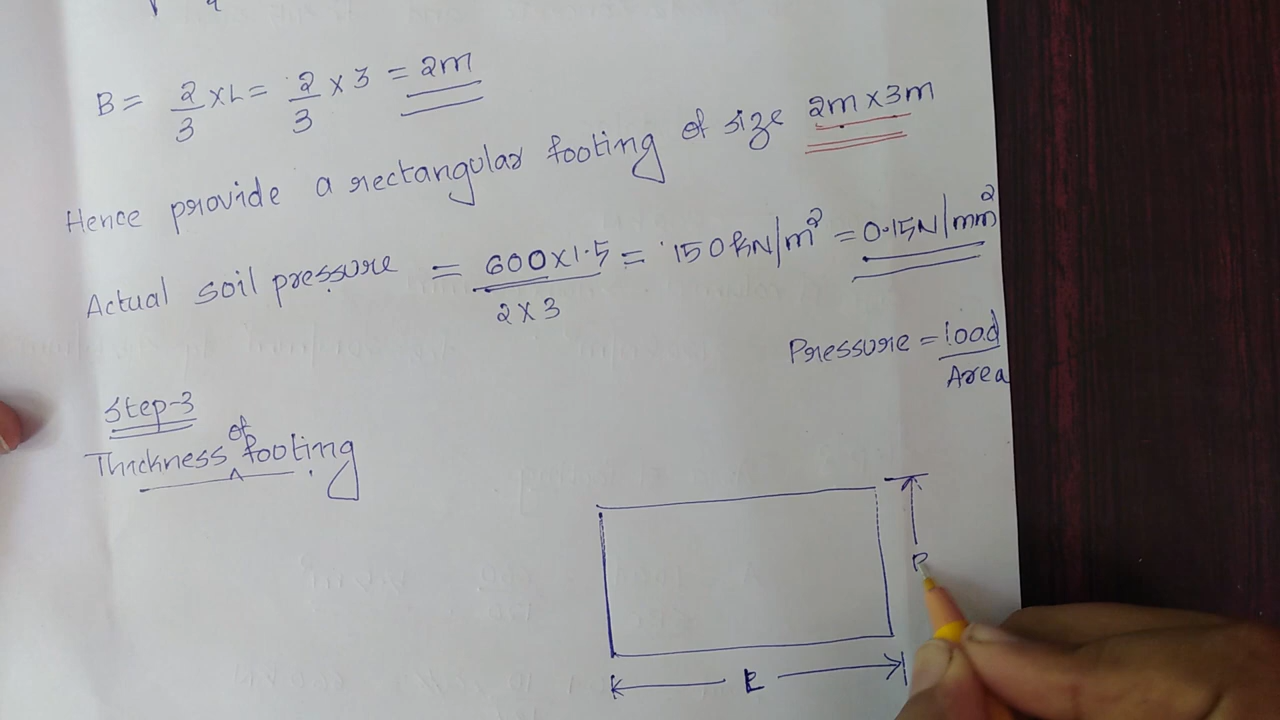 B = 2/3 × L = 2/3 × 3 = 2m
Hence provide a rectangular footing of size 2m × 3m
Actual soil pressure = 600×1.5 / 2×3 = 150 kN/m² = 0.15N/mm²
Pressure = load / Area
Step-3
Thickness of footing